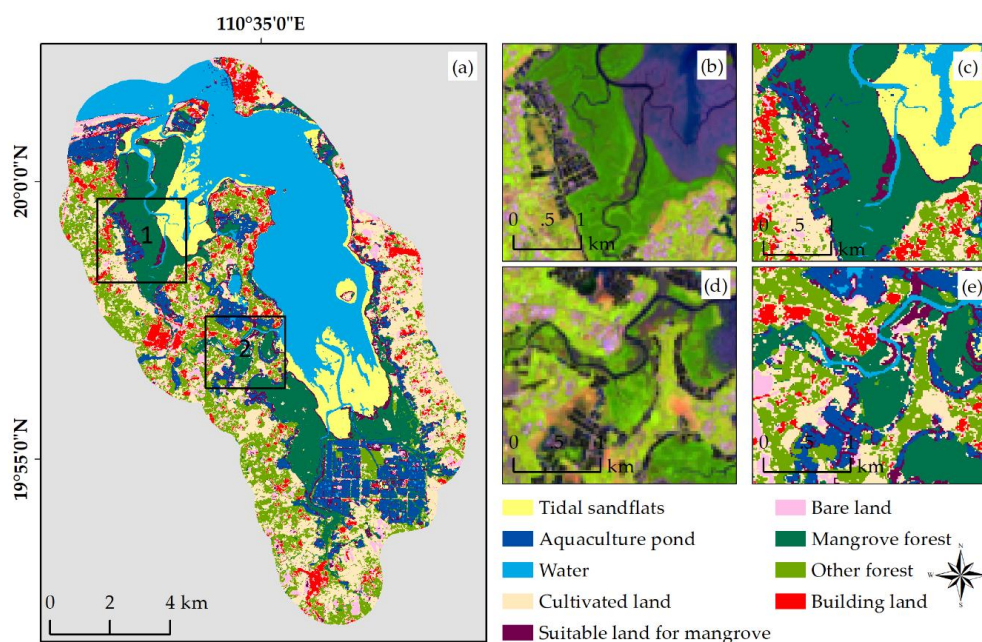 110°35'0"E
(a)
(b)
(c)
20°0'0"N
1
2
0 .5 1
km
0 .5 1
km
(d)
(e)
19°55'0"N
0 .5 1
km
0 .5 1
km
0 2 4 km
Tidal sandflats
Aquaculture pond
Water
Cultivated land
Suitable land for mangrove
Bare land
Mangrove forest
Other forest
Building land
N
W E
S